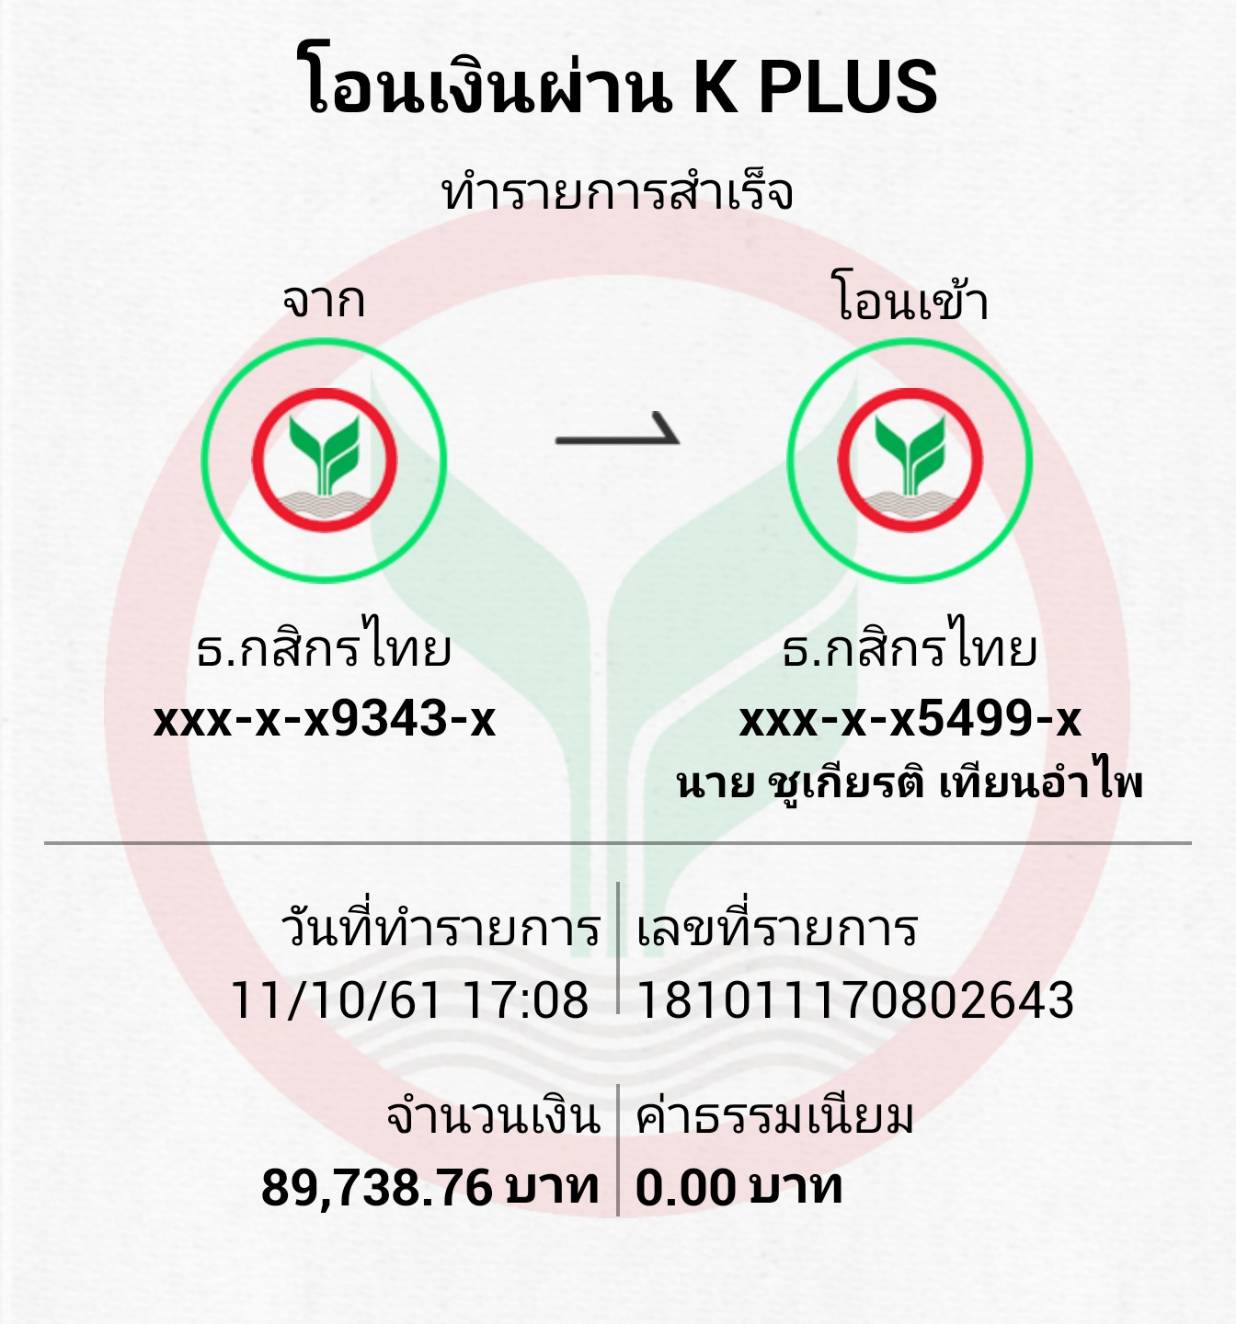 โอนเงินผ่าน K PLUS
ทำรายการสำเร็จ
จาก
โอนเข้า
ธ.กสิกรไทย
ธ.กสิกรไทย
xxx-x-x9343-x
xxx-x-x5499-x
นาย ชูเกียรติ เทียนอำไพ
วันที่ทำรายการ
เลขที่รายการ
11/10/61 17:08
181011170802643
จำนวนเงิน
ค่าธรรมเนียม
89,738.76 บาท
0.00 บาท